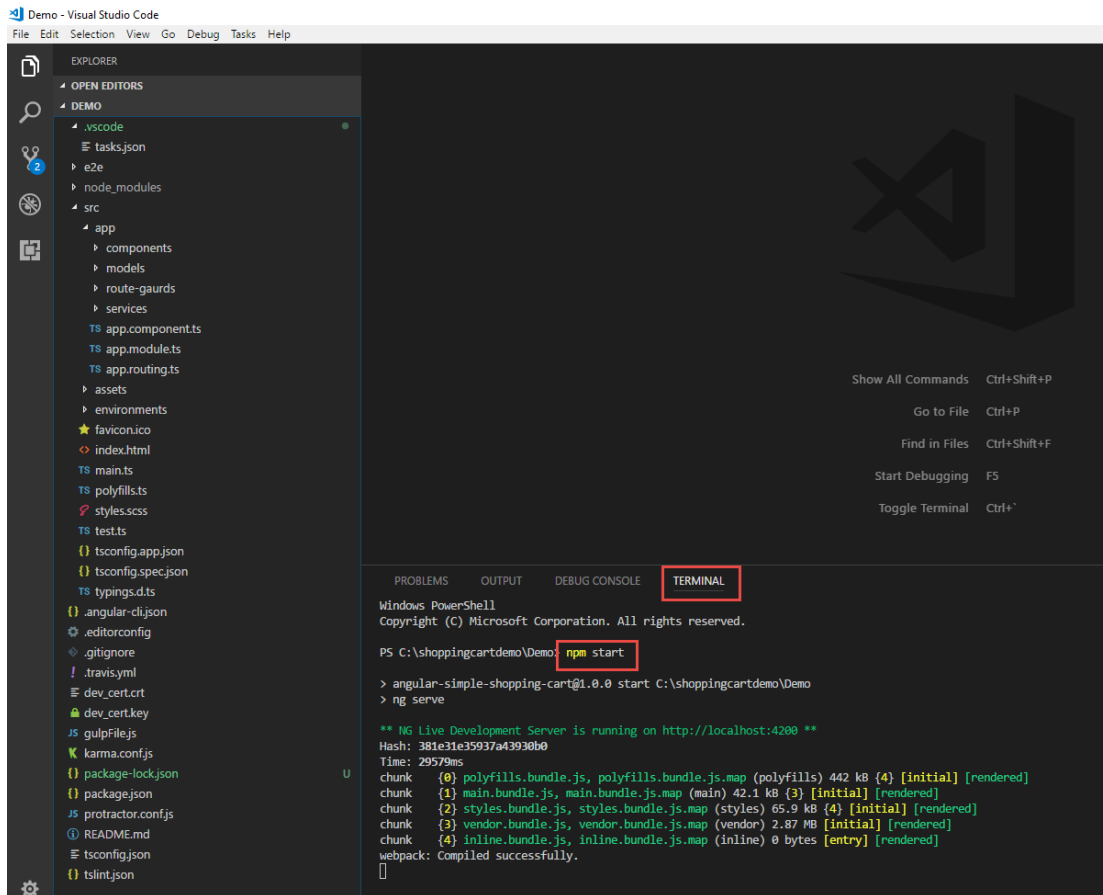 Demo - Visual Studio Code
File Edit Selection View Go Debug Tasks Help
EXPLORER
OPEN EDITORS
DEMO
.vscode
tasks.json
2
e2e
node_modules
src
app
components
models
route-gaurds
services
TS app.component.ts
TS app.module.ts
TS app.routing.ts
assets
environments
favicon.ico
<> index.html
TS main.ts
TS polyfills.ts
styles.scss
TS test.ts
{} tsconfig.app.json
{} tsconfig.spec.json
TS typings.d.ts
{} .angular-cli.json
.editorconfig
.gitignore
! .travis.yml
dev_cert.crt
dev_cert.key
JS gulpFile.js
K karma.conf.js
{} package-lock.json U
{} package.json
JS protractor.conf.js
README.md
tsconfig.json
{} tslint.json
Show All Commands Ctrl+Shift+P
Go to File Ctrl+P
Find in Files Ctrl+Shift+F
Start Debugging F5
Toggle Terminal Ctrl+`
PROBLEMS OUTPUT DEBUG CONSOLE TERMINAL
Windows PowerShell
Copyright (C) Microsoft Corporation. All rights reserved.
PS C:\shoppingcartdemo\Demo> npm start
> angular-simple-shopping-cart@1.0.0 start C:\shoppingcartdemo\Demo
> ng serve
** NG Live Development Server is running on http://localhost:4200 **
Hash: 381e31e35937a43930b0
Time: 29579ms
chunk {0} polyfills.bundle.js, polyfills.bundle.js.map (polyfills) 442 kB {4} [initial] [rendered]
chunk {1} main.bundle.js, main.bundle.js.map (main) 42.1 kB {3} [initial] [rendered]
chunk {2} styles.bundle.js, styles.bundle.js.map (styles) 65.9 kB {4} [initial] [rendered]
chunk {3} vendor.bundle.js, vendor.bundle.js.map (vendor) 2.87 MB [initial] [rendered]
chunk {4} inline.bundle.js, inline.bundle.js.map (inline) 0 bytes [entry] [rendered]
webpack: Compiled successfully.